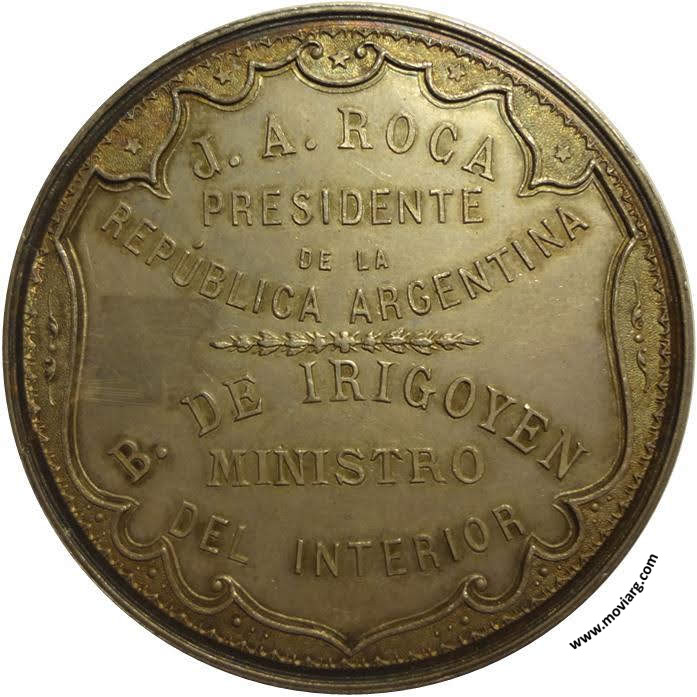 J. A. ROCA
PRESIDENTE
DE LA
REPÚBLICA ARGENTINA
B. DE IRIGOYEN
MINISTRO
DEL INTERIOR
www.moviarg.com